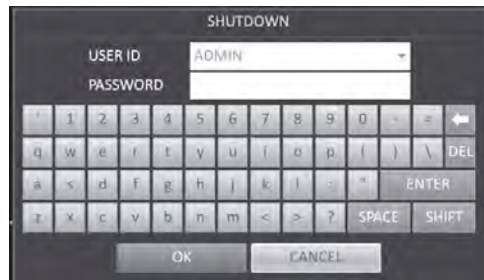 SHUTDOWN
USER ID ADMIN
PASSWORD
' 1 2 3 4 5 6 7 8 9 0 - =
q w e r t y u i o p ( ) \ DEL
a s d f g h j k l : " ENTER
z x c v b n m < > ? SPACE SHIFT
OK CANCEL